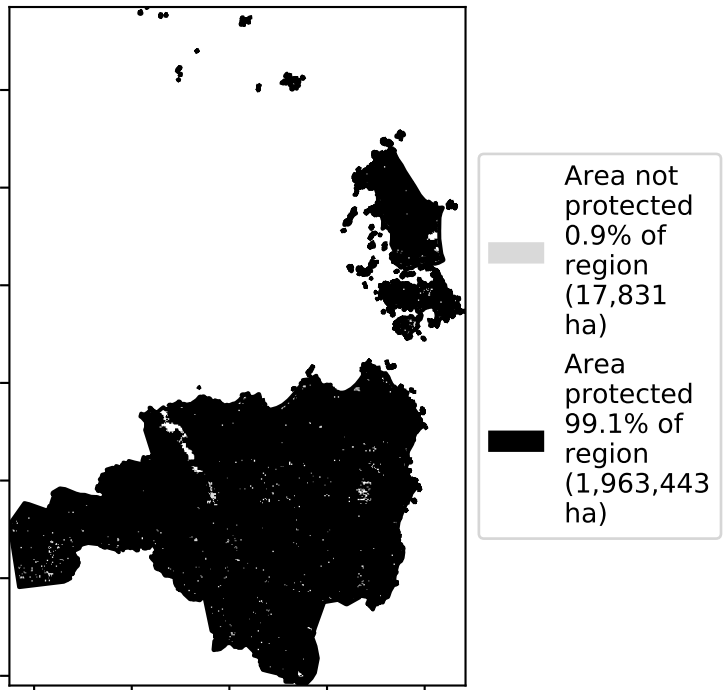 Area not
protected
0.9% of
region
(17,831
ha)
Area
protected
99.1% of
region
(1,963,443
ha)